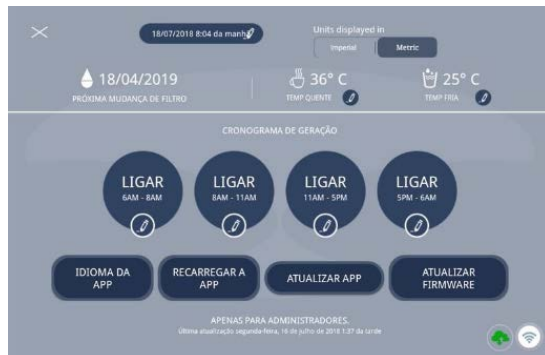 18/07/2018 8:04 da manhã
Units displayed in
Imperial
Metric
18/04/2019
PRÓXIMA MUDANÇA DE FILTRO
36° C
TEMP QUENTE
25° C
TEMP FRIA
CRONOGRAMA DE GERAÇÃO
LIGAR
6AM - 8AM
LIGAR
8AM - 11AM
LIGAR
11AM - 5PM
LIGAR
5PM - 6AM
IDIOMA DA
APP
RECARREGAR A
APP
ATUALIZAR APP
ATUALIZAR
FIRMWARE
APENAS PARA ADMINISTRADORES.
Última atualização segunda-feira, 16 de julho de 2018 1:37 da tarde